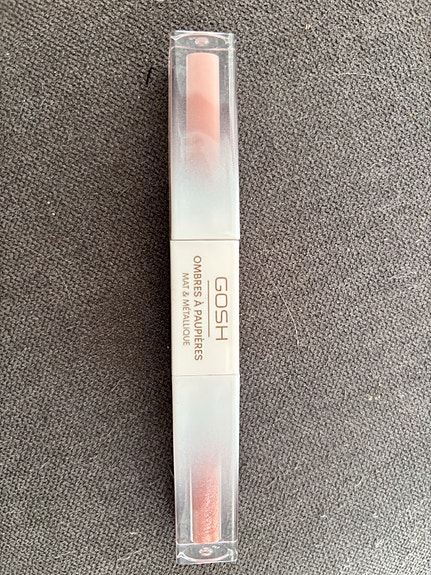 GOSH
OMBRES À PAUPIÈRES
MAT & MÉTALLIQUE